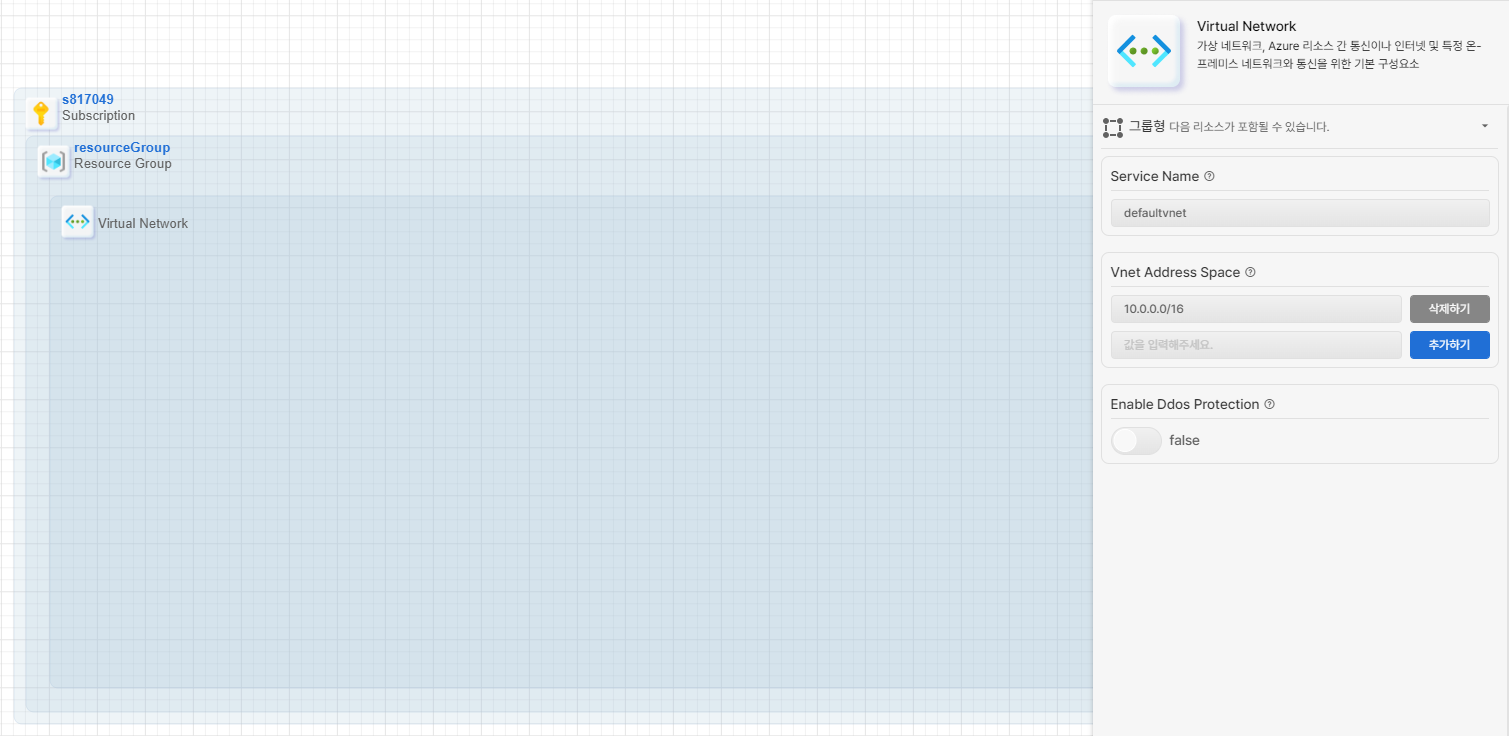 s817049
Subscription
resourceGroup
Resource Group
Virtual Network
Virtual Network
가상 네트워크, Azure 리소스 간 통신이나 인터넷 및 특정 온-
프레미스 네트워크와 통신을 위한 기본 구성요소
그룹형 다음 리소스가 포함될 수 있습니다.
Service Name
defaultvnet
Vnet Address Space
10.0.0.0/16 삭제하기
값을 입력해주세요. 추가하기
Enable Ddos Protection
false